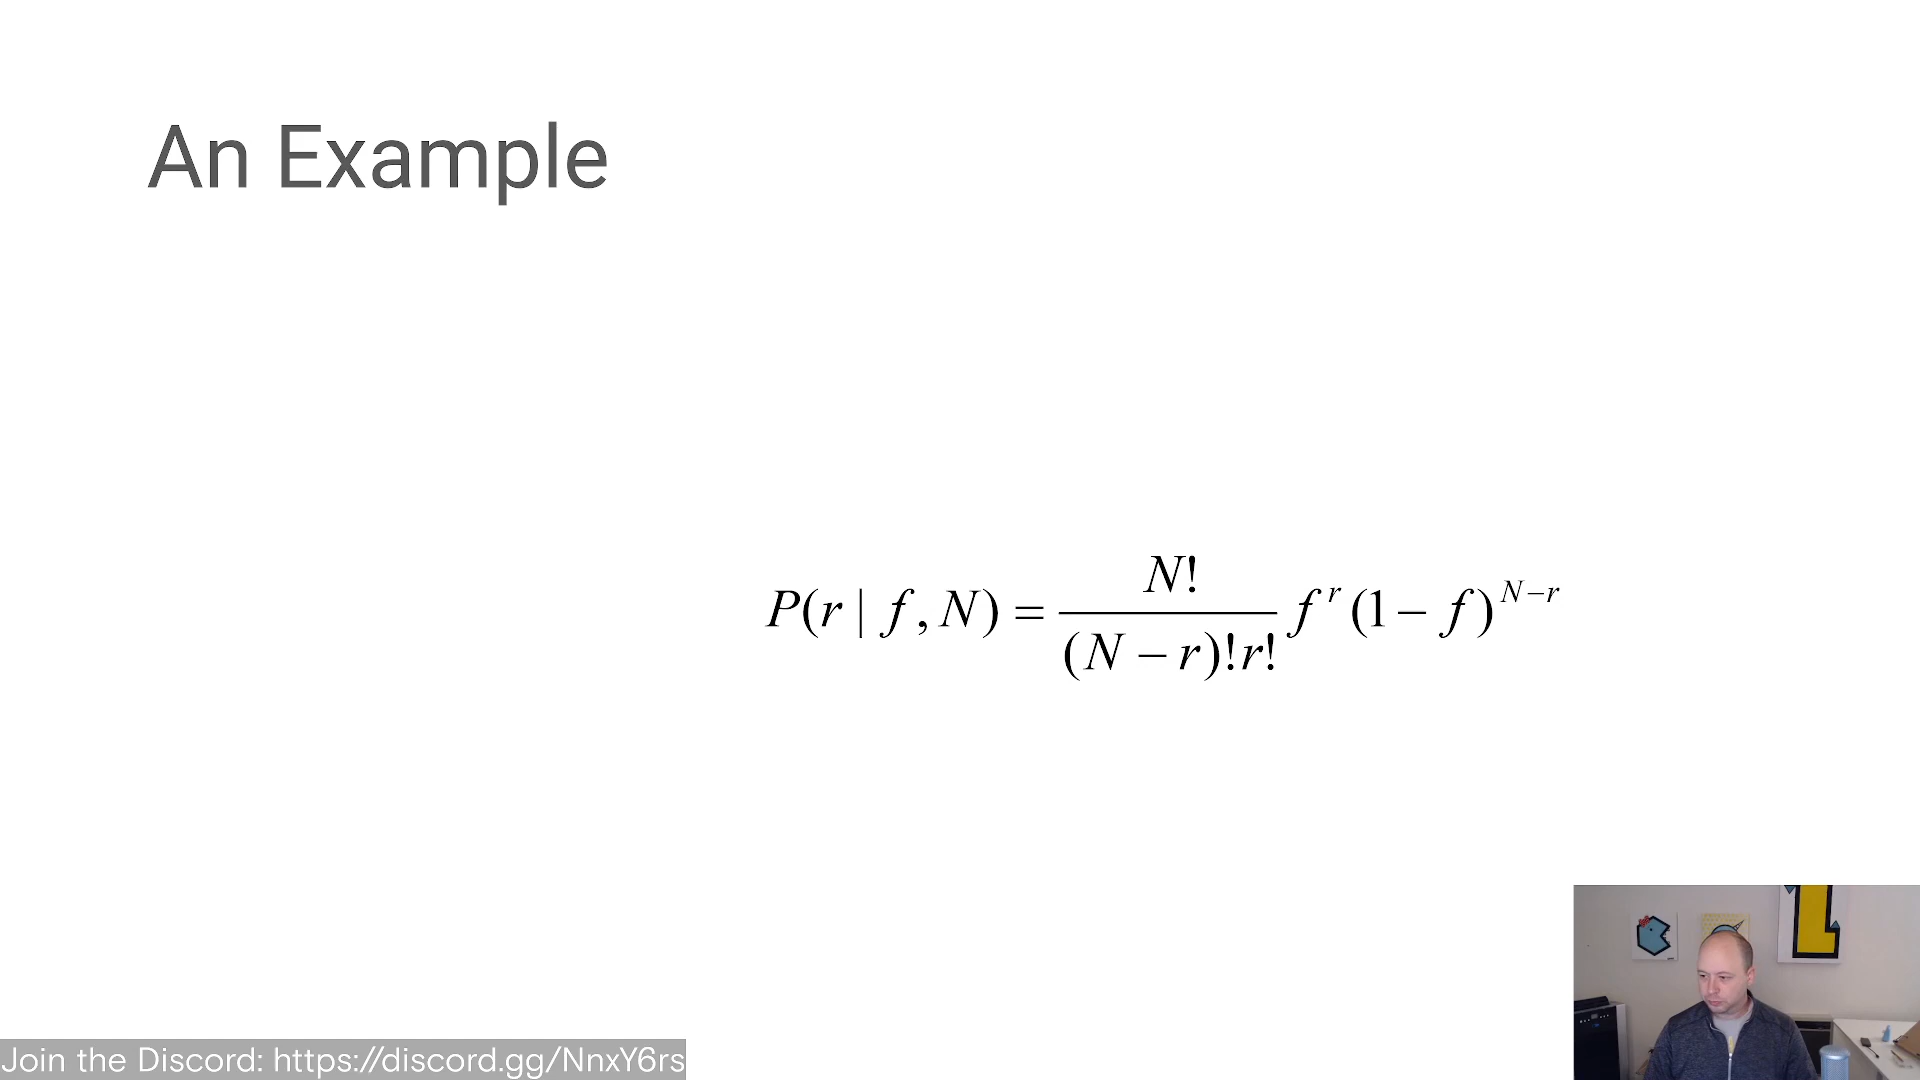 An Example
P(r | f, N) = N! / (N − r)!r! f^r (1 − f)^{N−r}
Join the Discord: https://discord.gg/NnxY6rs